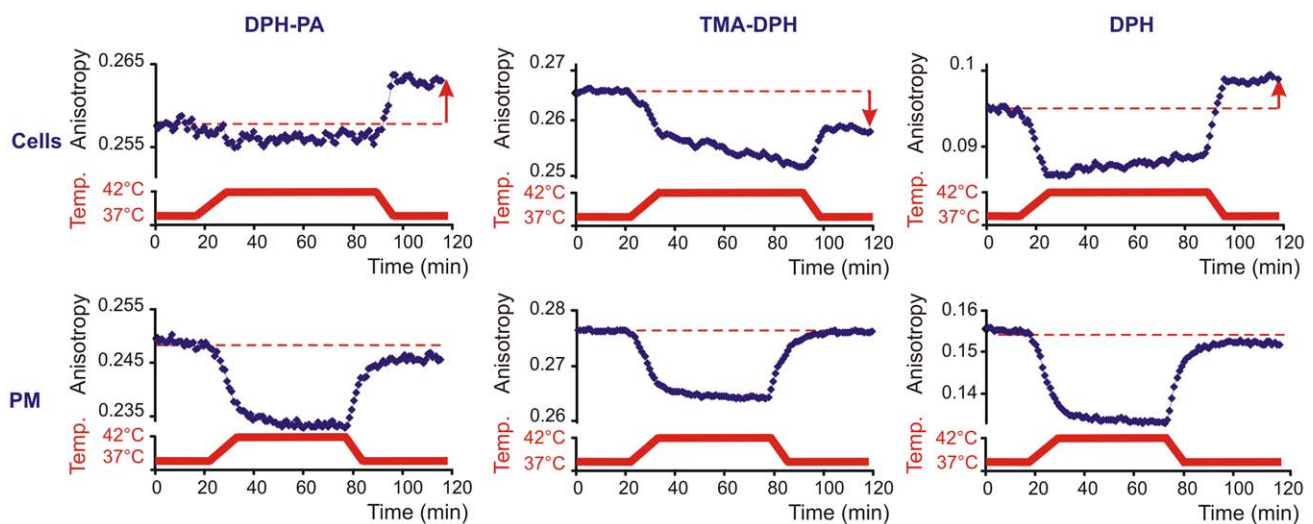 DPH-PA TMA-DPH DPH
Cells
Anisotropy
0.265
0.255
Temp.
42°C
37°C
0 20 40 60 80 100 120
Time (min)
Anisotropy
0.27
0.26
0.25
Temp.
42°C
37°C
0 20 40 60 80 100 120
Time (min)
Anisotropy
0.1
0.09
Temp.
42°C
37°C
0 20 40 60 80 100 120
Time (min)
PM
Anisotropy
0.255
0.245
0.235
Temp.
42°C
37°C
0 20 40 60 80 100 120
Time (min)
Anisotropy
0.28
0.27
0.26
Temp.
42°C
37°C
0 20 40 60 80 100 120
Time (min)
Anisotropy
0.16
0.15
0.14
Temp.
42°C
37°C
0 20 40 60 80 100 120
Time (min)